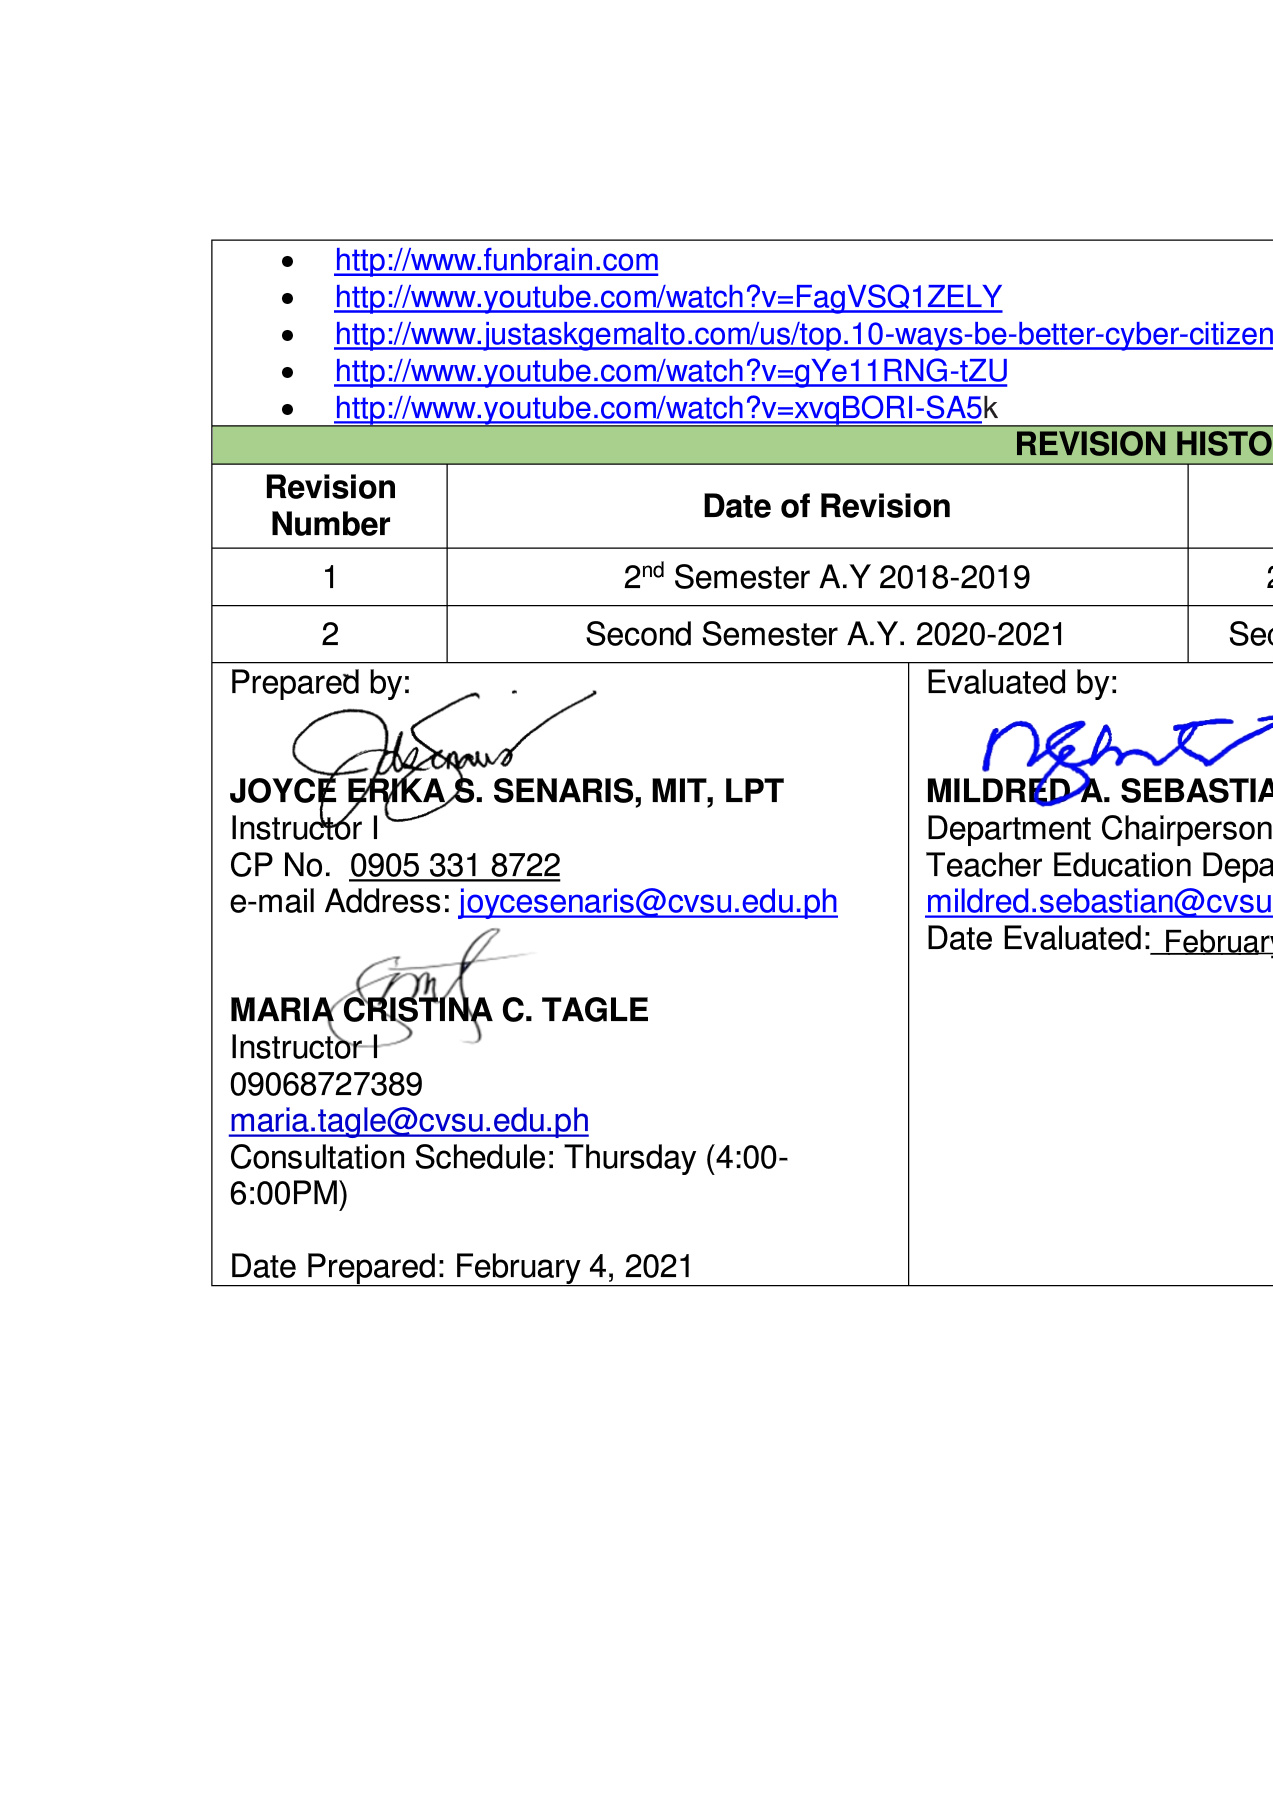 • http://www.funbrain.com
• http://www.youtube.com/watch?v=FagVSQ1ZELY
• http://www.justaskgemalto.com/us/top.10-ways-be-better-cyber-citizen
• http://www.youtube.com/watch?v=gYe11RNG-tZU
• http://www.youtube.com/watch?v=xvqBORI-SA5k
REVISION HISTO
Revision
Number
Date of Revision
1
2nd Semester A.Y 2018-2019
2
2
Second Semester A.Y. 2020-2021
Sec
Prepared by:
JOYCE ERIKA S. SENARIS, MIT, LPT
Instructor I
CP No. 0905 331 8722
e-mail Address: joycesenaris@cvsu.edu.ph
MARIA CRISTINA C. TAGLE
Instructor I
09068727389
maria.tagle@cvsu.edu.ph
Consultation Schedule: Thursday (4:00-
6:00PM)
Date Prepared: February 4, 2021
Evaluated by:
MILDRED A. SEBASTIA
Department Chairperson
Teacher Education Depa
mildred.sebastian@cvsu
Date Evaluated: February